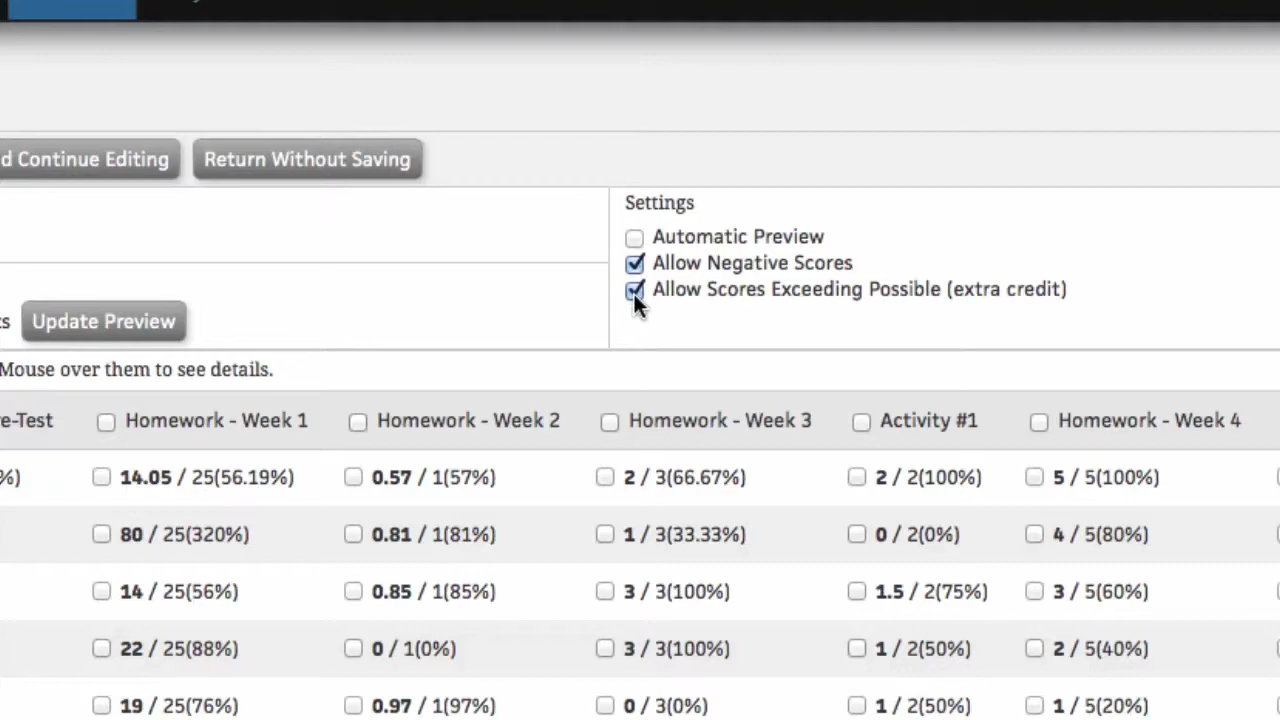 d Continue Editing Return Without Saving
Settings
Automatic Preview
Allow Negative Scores
Allow Scores Exceeding Possible (extra credit)
s Update Preview
Mouse over them to see details.
e-Test Homework - Week 1 Homework - Week 2 Homework - Week 3 Activity #1 Homework - Week 4
%) 14.05 / 25(56.19%) 0.57 / 1(57%) 2 / 3(66.67%) 2 / 2(100%) 5 / 5(100%)
80 / 25(320%) 0.81 / 1(81%) 1 / 3(33.33%) 0 / 2(0%) 4 / 5(80%)
14 / 25(56%) 0.85 / 1(85%) 3 / 3(100%) 1.5 / 2(75%) 3 / 5(60%)
22 / 25(88%) 0 / 1(0%) 3 / 3(100%) 1 / 2(50%) 2 / 5(40%)
19 / 25(76%) 0.97 / 1(97%) 0 / 3(0%) 1 / 2(50%) 1 / 5(20%)